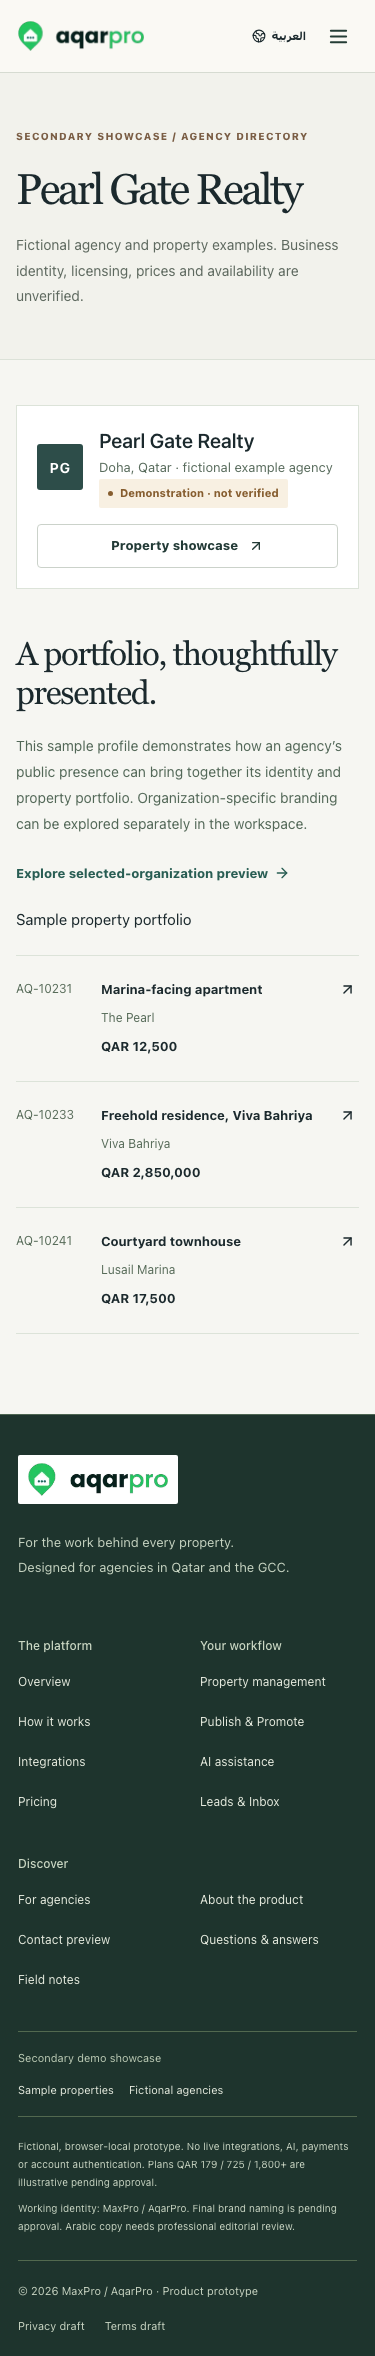 aqarpro
العربية
SECONDARY SHOWCASE / AGENCY DIRECTORY
Pearl Gate Realty
Fictional agency and property examples. Business
identity, licensing, prices and availability are
unverified.
PG
Pearl Gate Realty
Doha, Qatar · fictional example agency
Demonstration · not verified
Property showcase
A portfolio, thoughtfully
presented.
This sample profile demonstrates how an agency’s
public presence can bring together its identity and
property portfolio. Organization-specific branding
can be explored separately in the workspace.
Explore selected-organization preview →
Sample property portfolio
AQ-10231 Marina-facing apartment
The Pearl
QAR 12,500
AQ-10233 Freehold residence, Viva Bahriya
Viva Bahriya
QAR 2,850,000
AQ-10241 Courtyard townhouse
Lusail Marina
QAR 17,500
aqarpro
For the work behind every property.
Designed for agencies in Qatar and the GCC.
The platform
Overview
How it works
Integrations
Pricing
Your workflow
Property management
Publish & Promote
AI assistance
Leads & Inbox
Discover
For agencies
About the product
Contact preview
Questions & answers
Field notes
Secondary demo showcase
Sample properties Fictional agencies
Fictional, browser-local prototype. No live integrations, AI, payments
or account authentication. Plans QAR 179 / 725 / 1,800+ are
illustrative pending approval.
Working identity: MaxPro / AqarPro. Final brand naming is pending
approval. Arabic copy needs professional editorial review.
© 2026 MaxPro / AqarPro · Product prototype
Privacy draft Terms draft